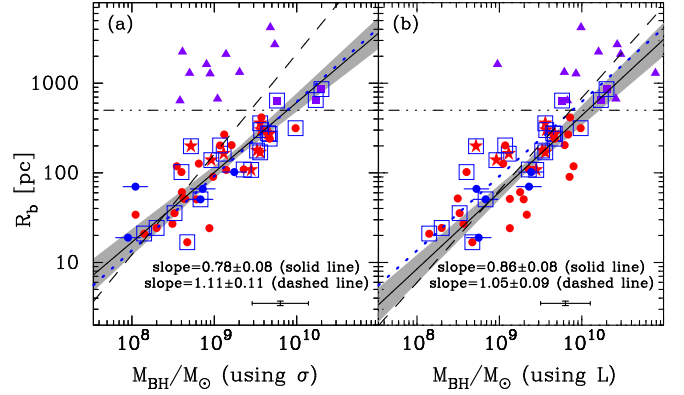 (a)
(b)
R_b [pc]
1000
100
10
slope=0.78±0.08 (solid line)
slope=1.11±0.11 (dashed line)
slope=0.86±0.08 (solid line)
slope=1.05±0.09 (dashed line)
10^8 10^9 10^10
10^8 10^9 10^10
M_BH/M_⊙ (using σ)
M_BH/M_⊙ (using L)